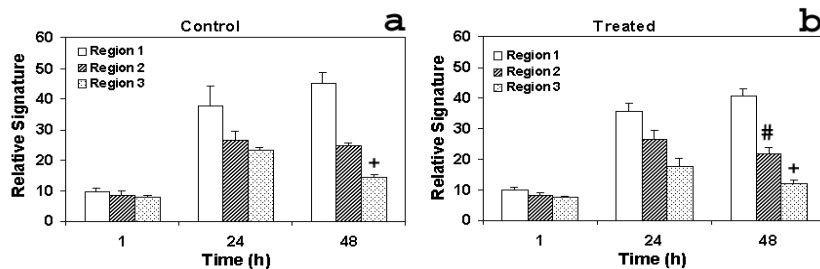 Control
a
60
50
40
30
20
10
0
Relative Signature
Region 1
Region 2
Region 3
+
1 24 48
Time (h)
Treated
b
60
50
40
30
20
10
0
Relative Signature
Region 1
Region 2
Region 3
#
+
1 24 48
Time (h)